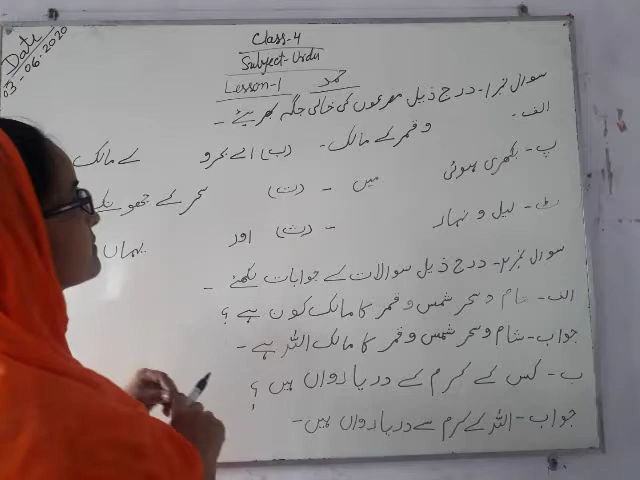 Date
03-06-2020
Class-4
Subject-Urdu
Lesson-1 حمد
سوال نمبر ۱- درج ذیل مصرعوں کی خالی جگہ بھریئے -
الف- و قمر کے مالک- (ب) اے بحر و کے مالک
پ- بکھری ہوئی میں - (ت) سحر کے جھونکے
ٹ- لیل و نہار - (ث) اور یہاں
سوال نمبر ۲- درج ذیل سوالات کے جوابات لکھئے -
الف- شام و سحر شمس و قمر کا مالک کون ہے ؟
جواب- شام و سحر شمس و قمر کا مالک اللہ ہے -
ب- کس کے کرم کے دریا رواں ہیں ؟
جواب- اللہ کے کرم سے دریا رواں ہیں -